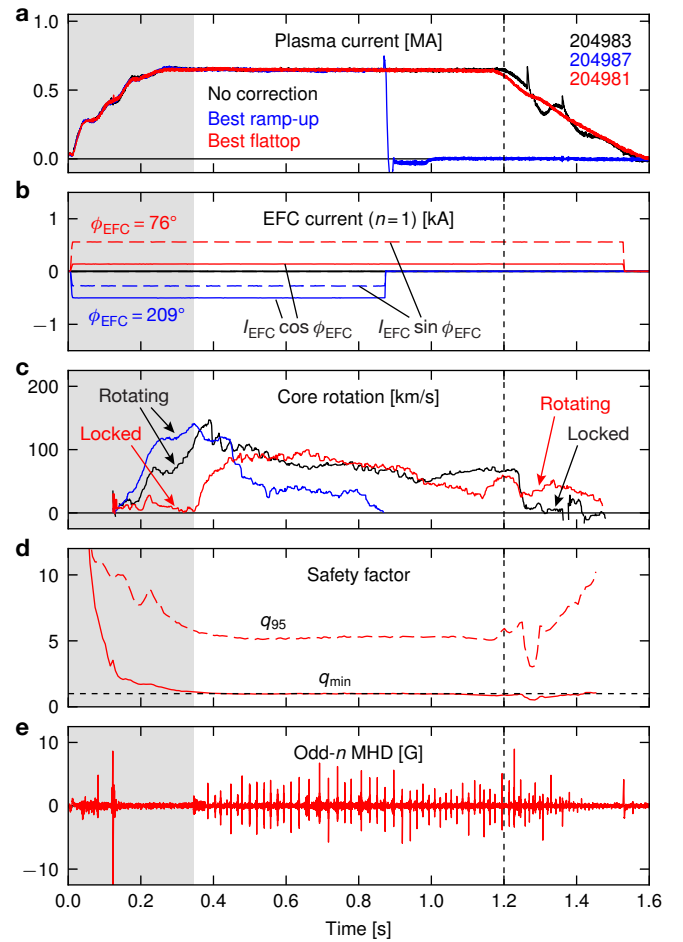 a
1.0
0.5
0.0
Plasma current [MA]
204983
204987
204981
No correction
Best ramp-up
Best flattop
b
1
0
−1
ϕEFC = 76°
EFC current (n = 1) [kA]
ϕEFC = 209°
IEFC cos ϕEFC
IEFC sin ϕEFC
c
200
100
0
Core rotation [km/s]
Rotating
Locked
Rotating
Locked
d
10
5
0
Safety factor
q95
qmin
e
10
0
−10
Odd-n MHD [G]
0.0 0.2 0.4 0.6 0.8 1.0 1.2 1.4 1.6
Time [s]